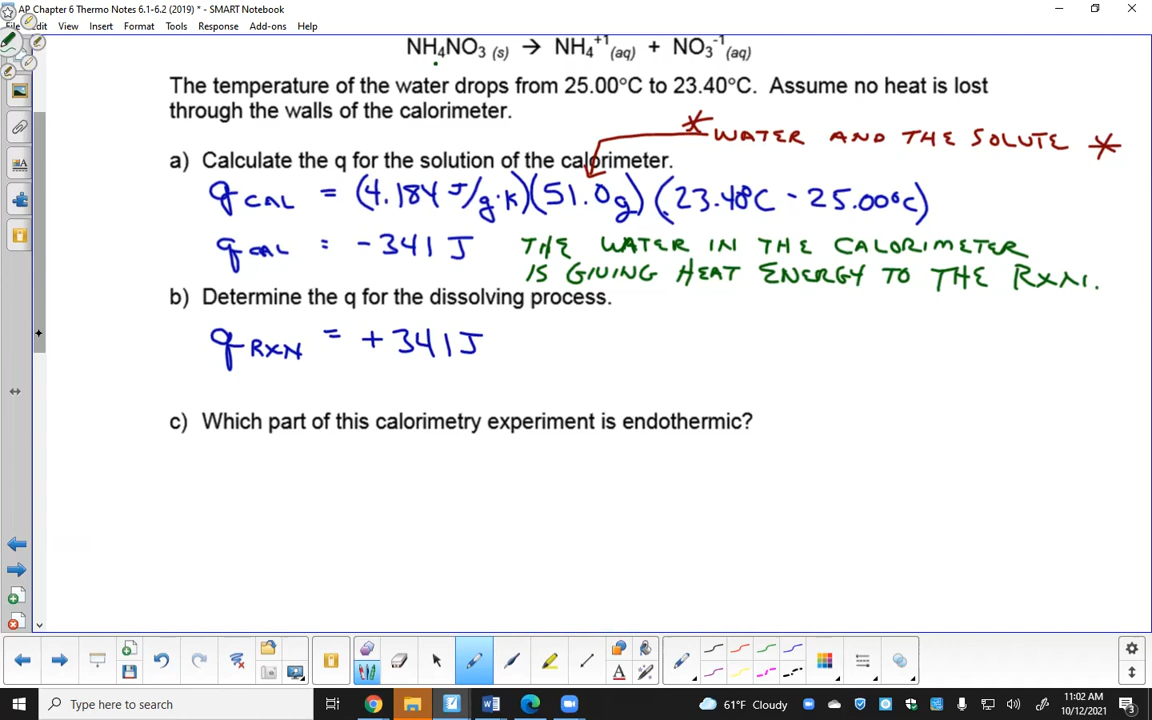 AP Chapter 6 Thermo Notes 6.1-6.2 (2019) * - SMART Notebook
File Edit View Insert Format Tools Response Add-ons Help
NH4NO3 (s) → NH4+1(aq) + NO3-1(aq)
The temperature of the water drops from 25.00°C to 23.40°C. Assume no heat is lost
through the walls of the calorimeter.
* WATER AND THE SOLUTE *
a) Calculate the q for the solution of the calorimeter.
qCAL = (4.184 J/g·K)(51.0g)(23.40°C - 25.00°C)
qCAL = -341 J THE WATER IN THE CALORIMETER
IS GIVING HEAT ENERGY TO THE RXN.
b) Determine the q for the dissolving process.
qRXN = +341J
c) Which part of this calorimetry experiment is endothermic?
Type here to search
61°F Cloudy
11:02 AM
10/12/2021
3